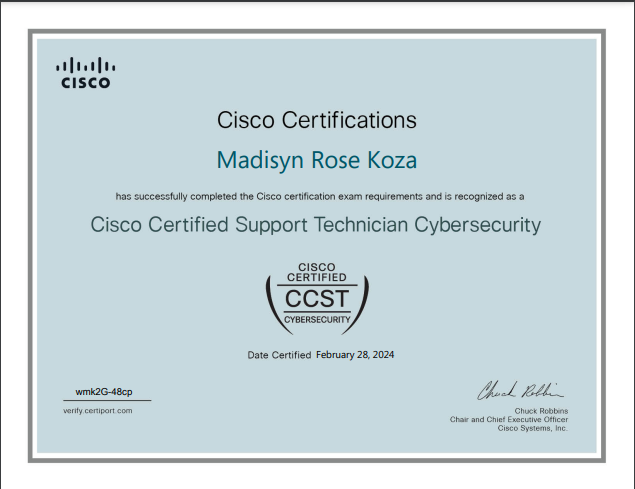 CISCO
Cisco Certifications
Madisyn Rose Koza
has successfully completed the Cisco certification exam requirements and is recognized as a
Cisco Certified Support Technician Cybersecurity
CISCO
CERTIFIED
CCST
CYBERSECURITY
Date Certified February 28, 2024
wmk2G-48cp
verify.certiport.com
Chuck Robbins
Chuck Robbins
Chair and Chief Executive Officer
Cisco Systems, Inc.